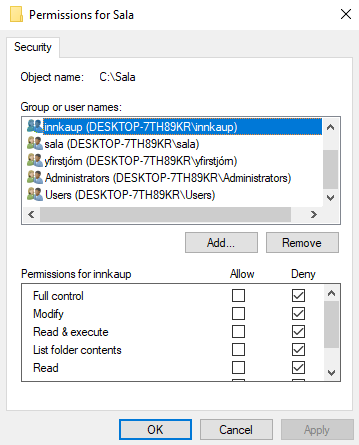 Permissions for Sala
Security
Object name: C:\Sala
Group or user names:
innkaup (DESKTOP-7TH89KR\innkaup)
sala (DESKTOP-7TH89KR\sala)
yfirstjórn (DESKTOP-7TH89KR\yfirstjórn)
Administrators (DESKTOP-7TH89KR\Administrators)
Users (DESKTOP-7TH89KR\Users)
Add... Remove
Permissions for innkaup Allow Deny
Full control
Modify
Read & execute
List folder contents
Read
OK Cancel Apply